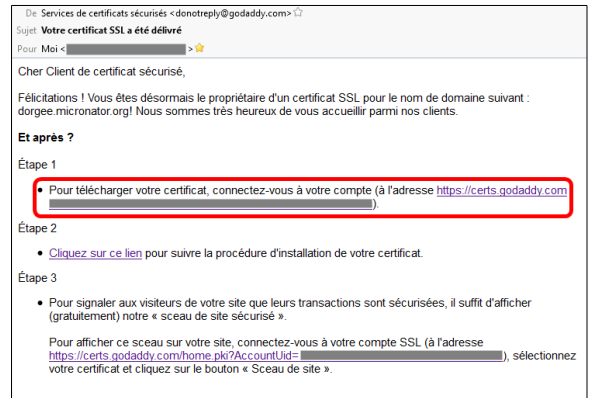 De Services de certificats sécurisés <donotreply@godaddy.com>
Sujet Votre certificat SSL a été délivré
Pour Moi < >
Cher Client de certificat sécurisé,
Félicitations ! Vous êtes désormais le propriétaire d'un certificat SSL pour le nom de domaine suivant :
dorgee.micronator.org! Nous sommes très heureux de vous accueillir parmi nos clients.
Et après ?
Étape 1
• Pour télécharger votre certificat, connectez-vous à votre compte (à l'adresse https://certs.godaddy.com
).
Étape 2
• Cliquez sur ce lien pour suivre la procédure d'installation de votre certificat.
Étape 3
• Pour signaler aux visiteurs de votre site que leurs transactions sont sécurisées, il suffit d'afficher
(gratuitement) notre « sceau de site sécurisé ».
Pour afficher ce sceau sur votre site, connectez-vous à votre compte SSL (à l'adresse
https://certs.godaddy.com/home.pki?AccountUid= ), sélectionnez
votre certificat et cliquez sur le bouton « Sceau de site ».